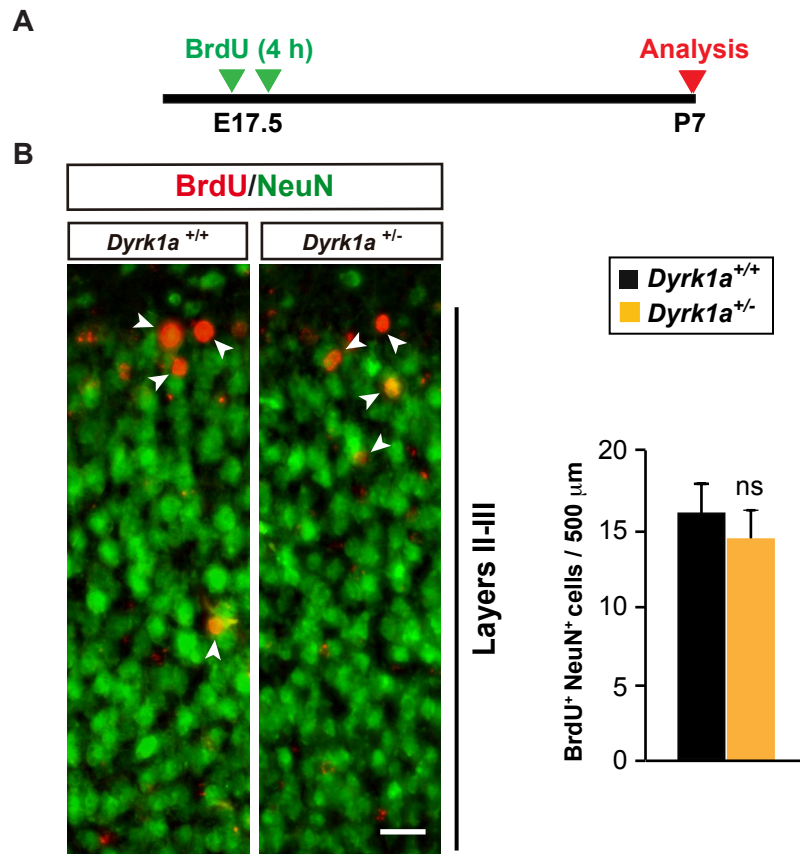 A
BrdU (4 h)
Analysis
E17.5
P7
B
BrdU/NeuN
Dyrk1a +/+
Dyrk1a +/-
Layers II-III
Dyrk1a+/+
Dyrk1a+/-
BrdU+ NeuN+ cells / 500 μm
20
15
10
5
0
ns